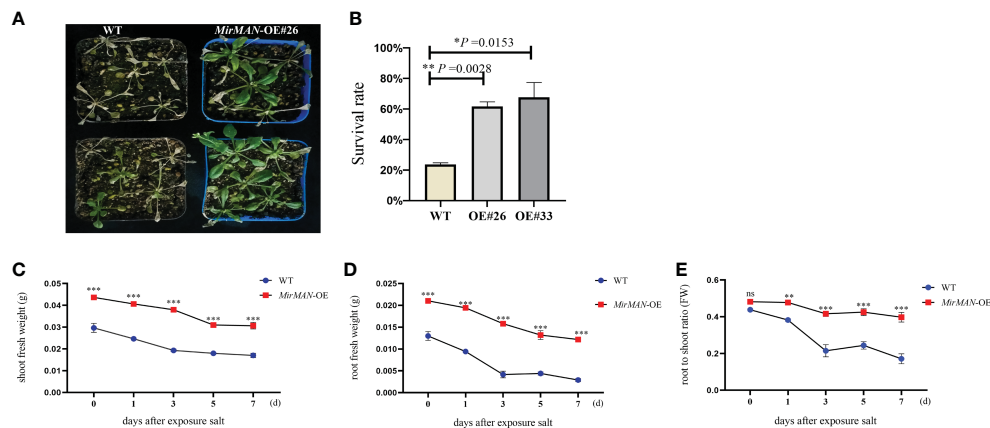 A
WT
MirMAN-OE#26
B
*P =0.0153
** P =0.0028
100%
80%
60%
40%
20%
0%
Survival rate
WT OE#26 OE#33
C
WT
MirMAN-OE
0.05
0.04
0.03
0.02
0.01
0.00
shoot fresh weight (g)
*** *** *** *** ***
0 1 3 5 7 (d)
days after exposure salt
D
WT
MirMAN-OE
0.025
0.020
0.015
0.010
0.005
0.000
root fresh weight (g)
*** *** *** *** ***
0 1 3 5 7 (d)
days after exposure salt
E
WT
MirMAN-OE
0.6
0.4
0.2
0.0
root to shoot ratio (FW)
ns ** *** *** ***
0 1 3 5 7 (d)
days after exposure salt